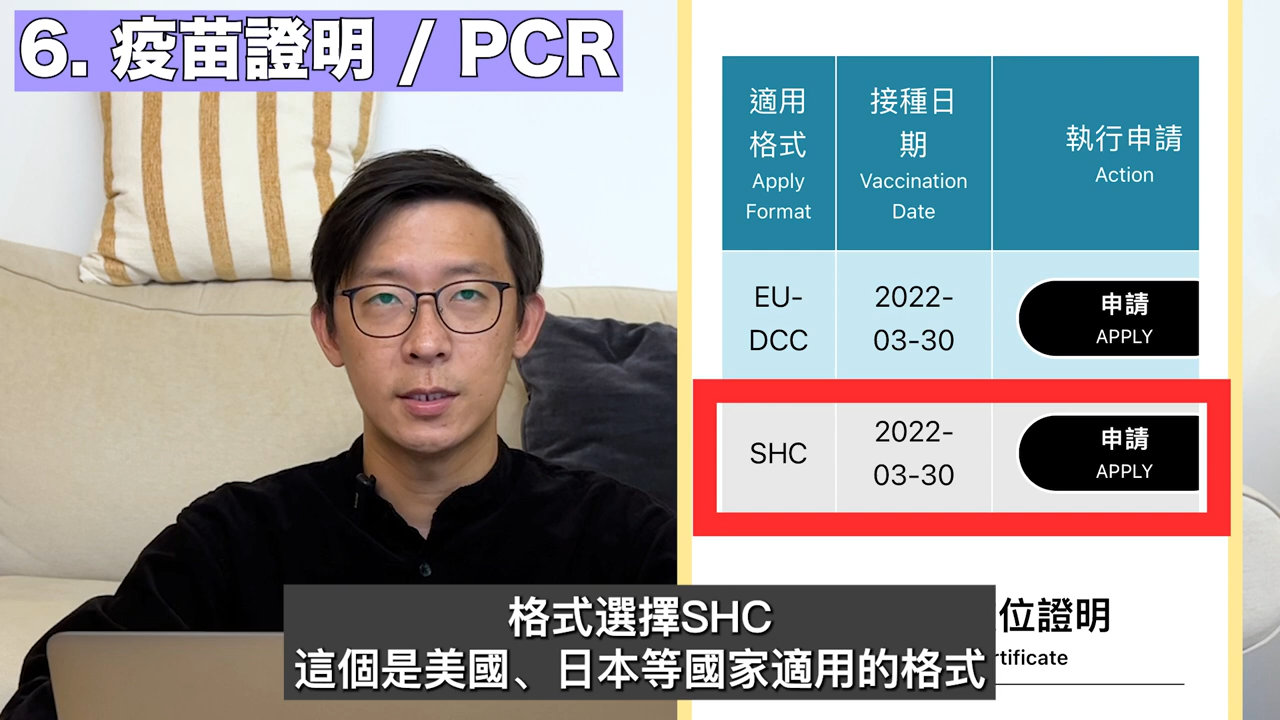 6. 疫苗證明 / PCR
適用
格式
Apply
Format
接種日
期
Vaccination
Date
執行申請
Action
EU-
DCC
2022-
03-30
申請
APPLY
SHC
2022-
03-30
申請
APPLY
位證明
rtificate
格式選擇SHC
這個是美國、日本等國家適用的格式